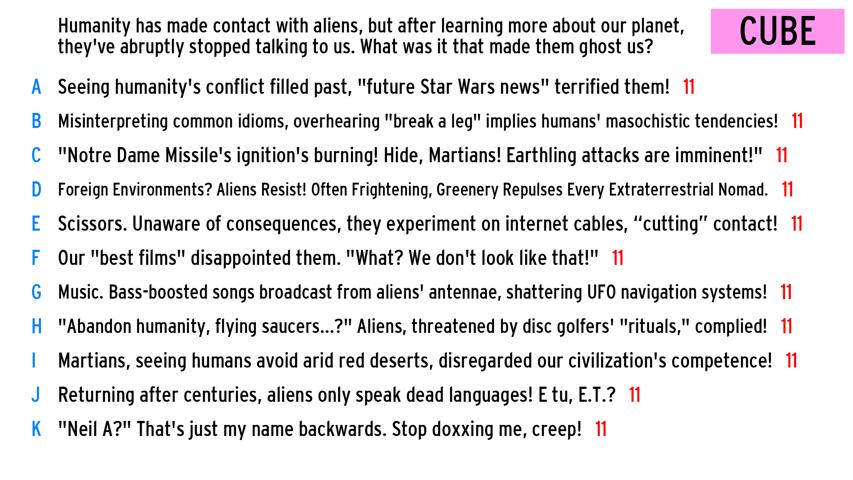 Humanity has made contact with aliens, but after learning more about our planet,
they've abruptly stopped talking to us. What was it that made them ghost us?
CUBE
A Seeing humanity's conflict filled past, "future Star Wars news" terrified them! 11
B Misinterpreting common idioms, overhearing "break a leg" implies humans' masochistic tendencies! 11
C "Notre Dame Missile's ignition's burning! Hide, Martians! Earthling attacks are imminent!" 11
D Foreign Environments? Aliens Resist! Often Frightening, Greenery Repulses Every Extraterrestrial Nomad. 11
E Scissors. Unaware of consequences, they experiment on internet cables, “cutting” contact! 11
F Our "best films" disappointed them. "What? We don't look like that!" 11
G Music. Bass-boosted songs broadcast from aliens' antennae, shattering UFO navigation systems! 11
H "Abandon humanity, flying saucers...?" Aliens, threatened by disc golfers' "rituals," complied! 11
I Martians, seeing humans avoid arid red deserts, disregarded our civilization's competence! 11
J Returning after centuries, aliens only speak dead languages! E tu, E.T.? 11
K "Neil A?" That's just my name backwards. Stop doxxing me, creep! 11